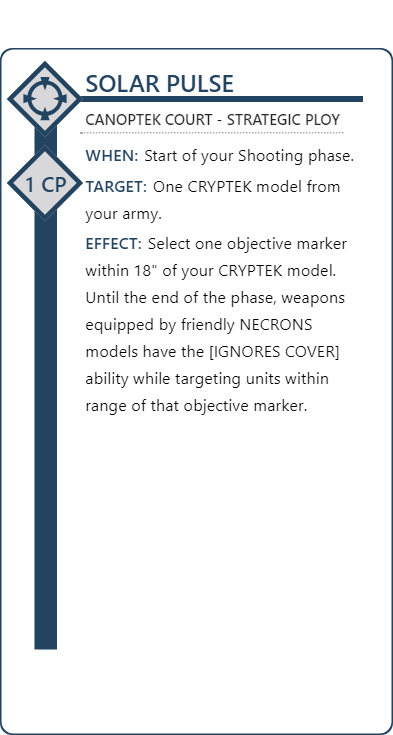 SOLAR PULSE
CANOPTEK COURT - STRATEGIC PLOY
1 CP
WHEN: Start of your Shooting phase.
TARGET: One CRYPTEK model from
your army.
EFFECT: Select one objective marker
within 18" of your CRYPTEK model.
Until the end of the phase, weapons
equipped by friendly NECRONS
models have the [IGNORES COVER]
ability while targeting units within
range of that objective marker.